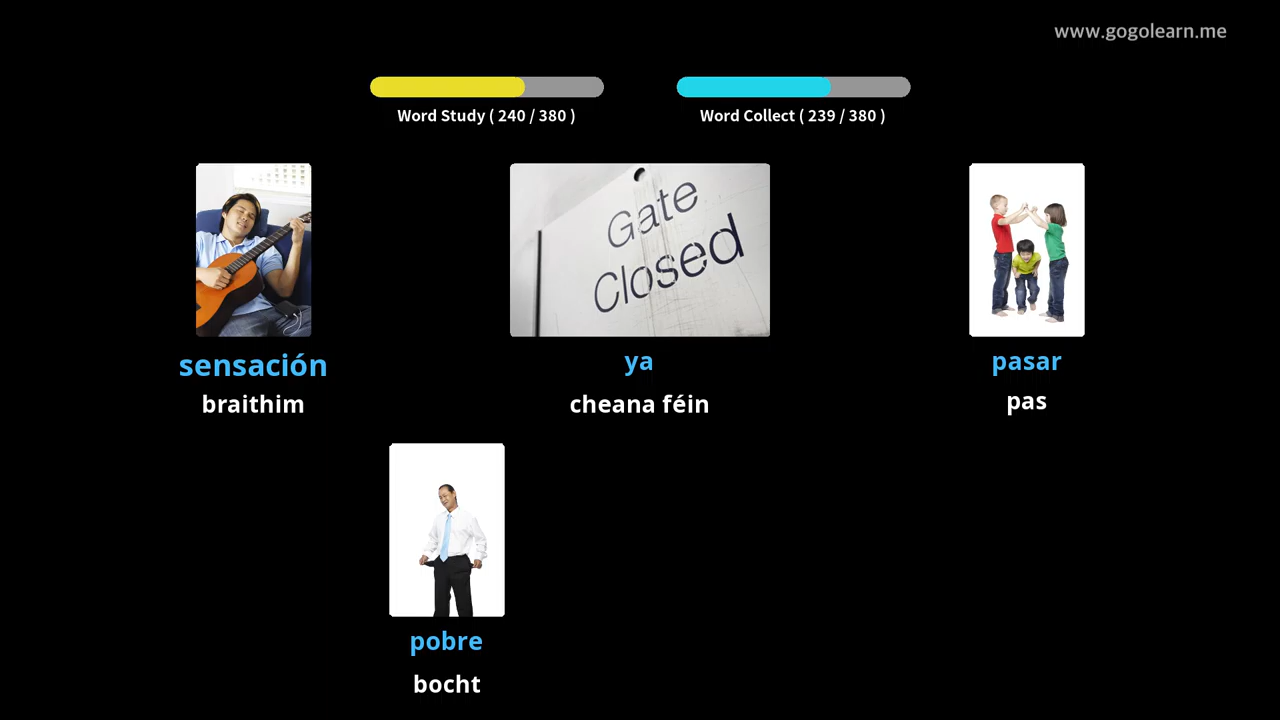 www.gogolearn.me
Word Study ( 240 / 380 )
Word Collect ( 239 / 380 )
Gate
Closed
sensación
braithim
ya
cheana féin
pasar
pas
pobre
bocht